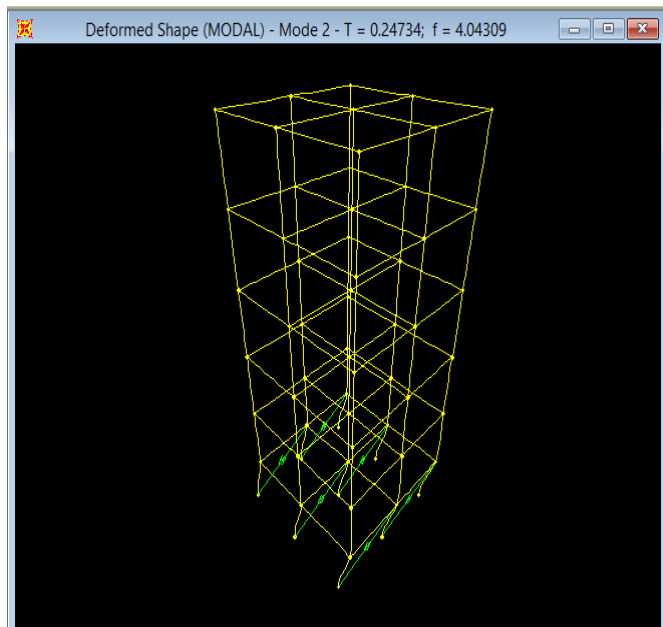 Deformed Shape (MODAL) - Mode 2 - T = 0.24734;  f = 4.04309